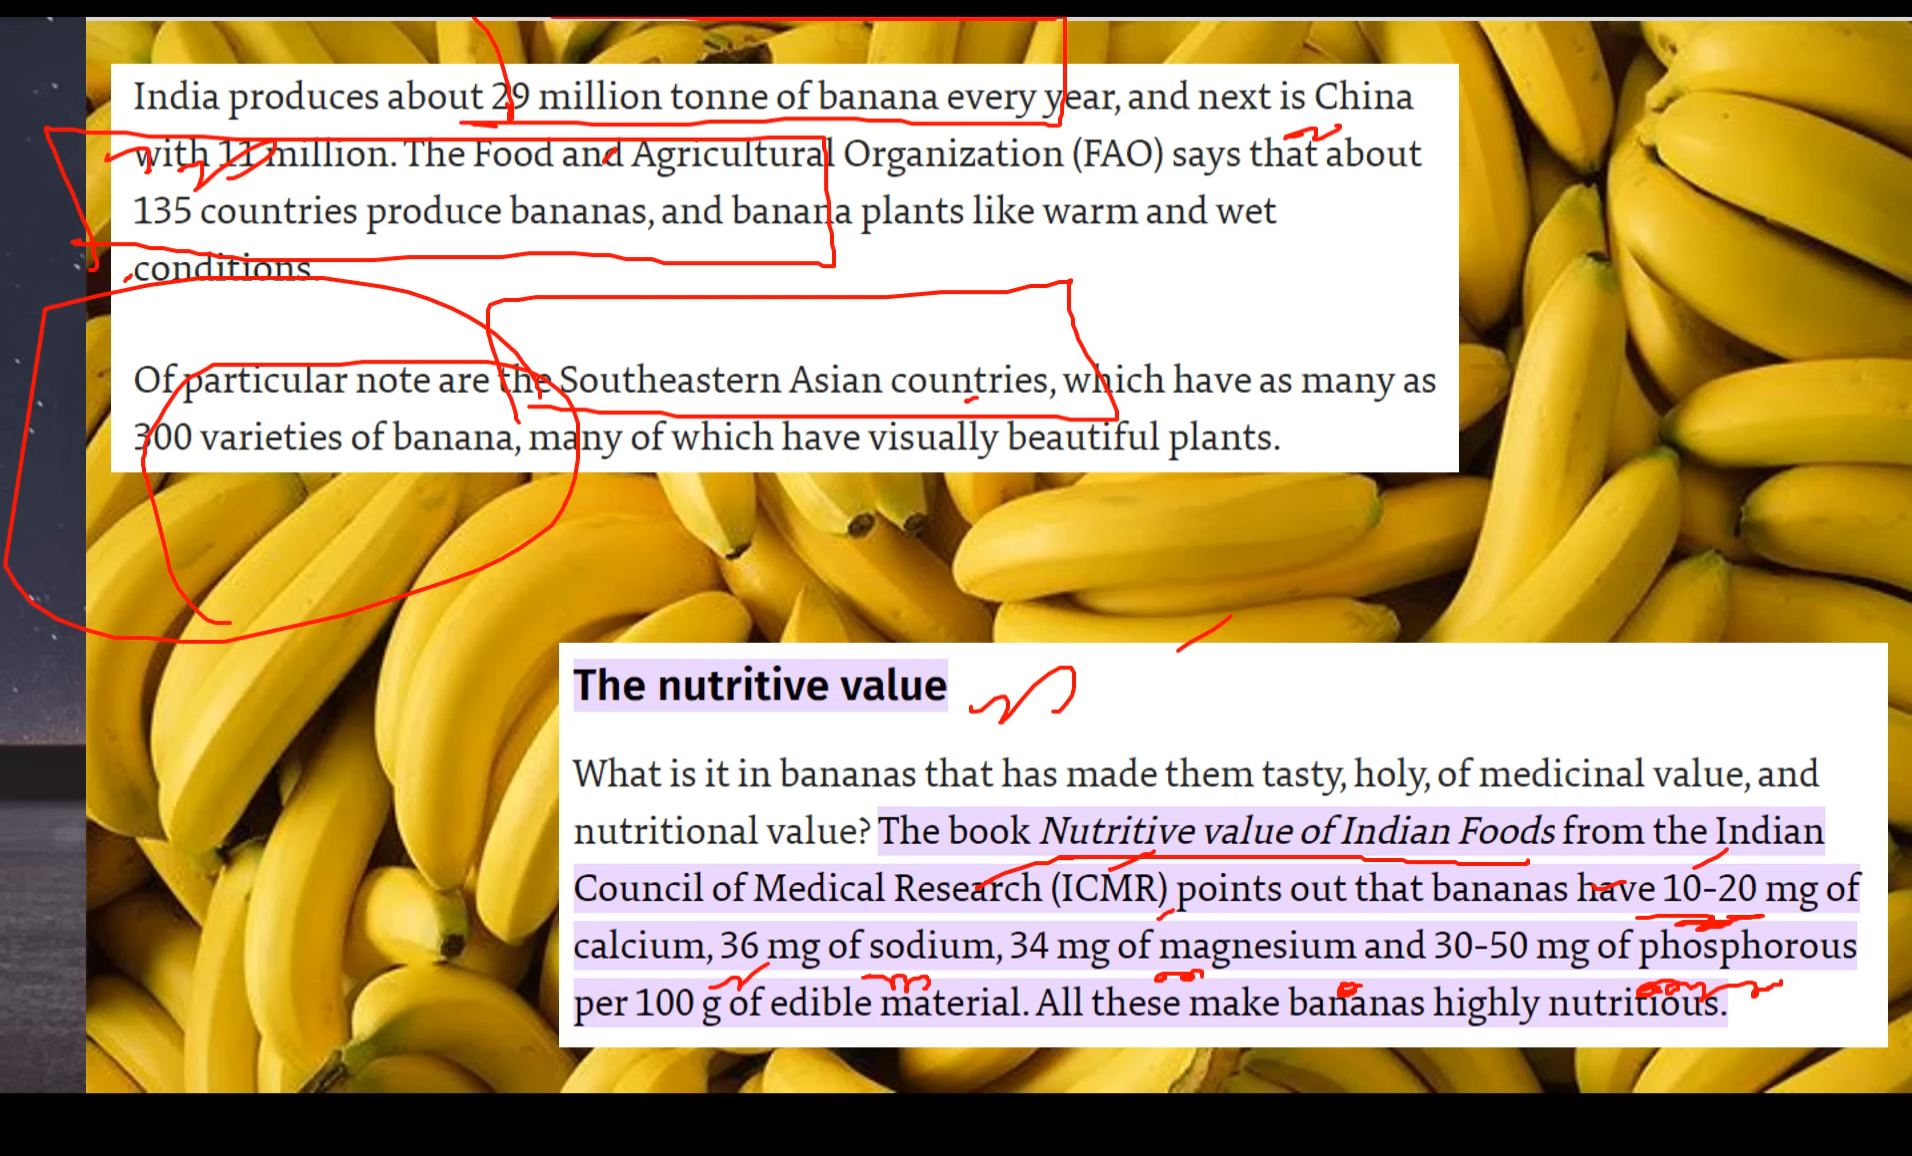 India produces about 29 million tonne of banana every year, and next is China
with 11 million. The Food and Agricultural Organization (FAO) says that about
135 countries produce bananas, and banana plants like warm and wet
conditions.
Of particular note are the Southeastern Asian countries, which have as many as
300 varieties of banana, many of which have visually beautiful plants.
The nutritive value
What is it in bananas that has made them tasty, holy, of medicinal value, and
nutritional value? The book Nutritive value of Indian Foods from the Indian
Council of Medical Research (ICMR) points out that bananas have 10-20 mg of
calcium, 36 mg of sodium, 34 mg of magnesium and 30-50 mg of phosphorous
per 100 g of edible material. All these make bananas highly nutritious.